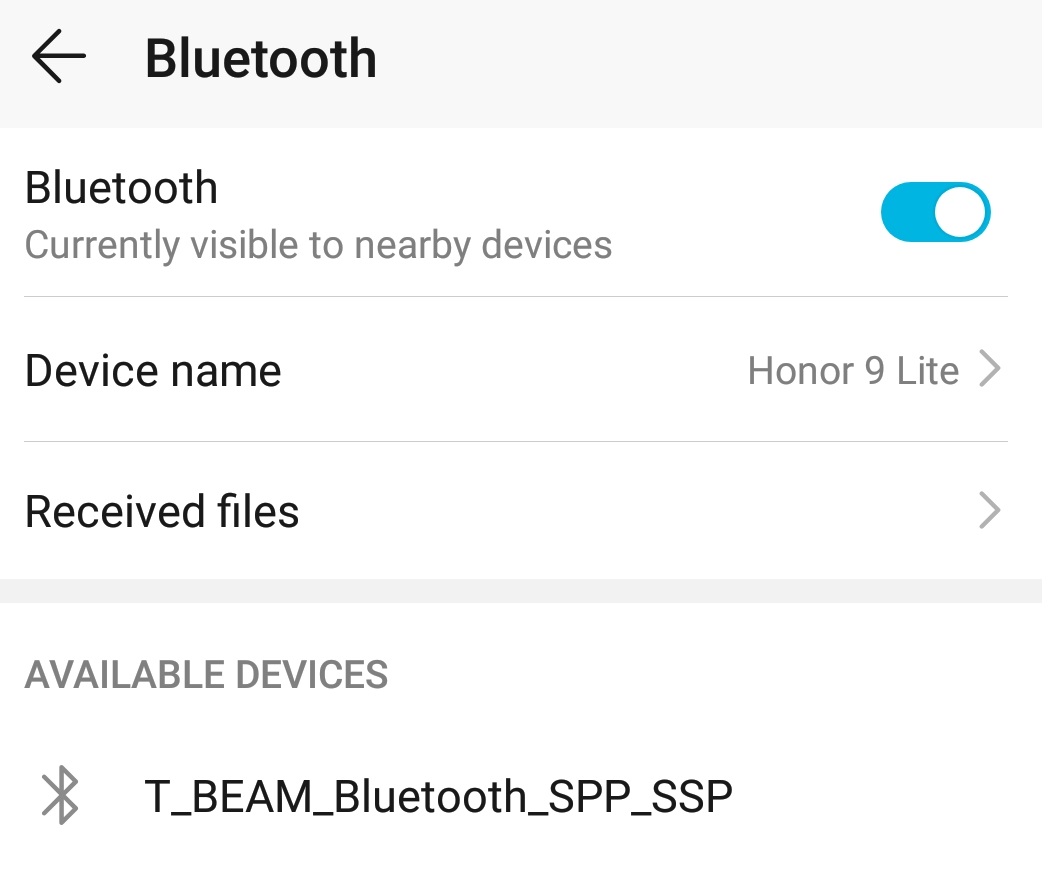 Bluetooth
Bluetooth
Currently visible to nearby devices
Device name
Honor 9 Lite
Received files
AVAILABLE DEVICES
T_BEAM_Bluetooth_SPP_SSP